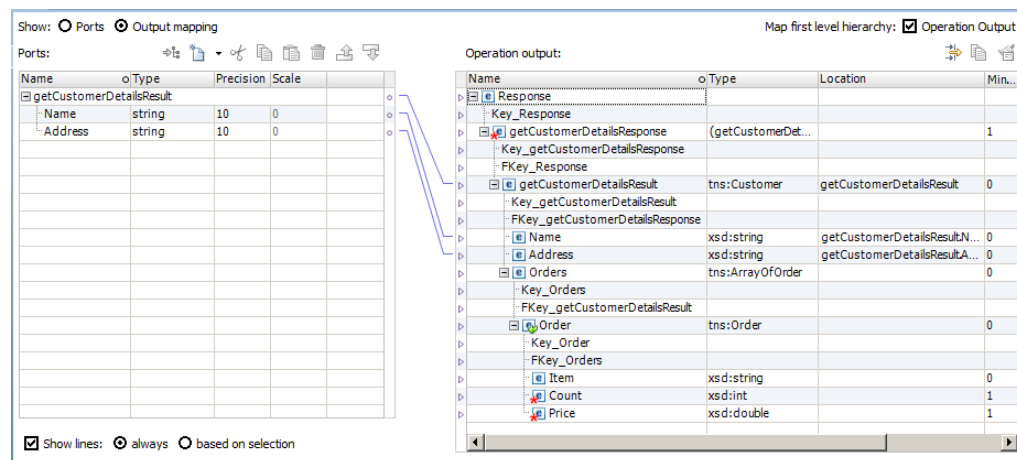 Show: Ports Output mapping Map first level hierarchy: Operation Output
Ports: Operation output:
Name Type Precision Scale Name Type Location Min...
getCustomerDetailsResult Response
Name string 10 0 Key_Response
Address string 10 0 getCustomerDetailsResponse (getCustomerDet... 1
Key_getCustomerDetailsResponse
FKey_Response
getCustomerDetailsResult tns:Customer getCustomerDetailsResult 0
Key_getCustomerDetailsResult
FKey_getCustomerDetailsResponse
e Name xsd:string getCustomerDetailsResult.N... 0
e Address xsd:string getCustomerDetailsResult.A... 0
e Orders tns:ArrayOfOrder 0
Key_Orders
FKey_getCustomerDetailsResult
Order tns:Order 0
Key_Order
FKey_Orders
e Item xsd:string 0
e Count xsd:int 1
e Price xsd:double 1
Show lines: always based on selection